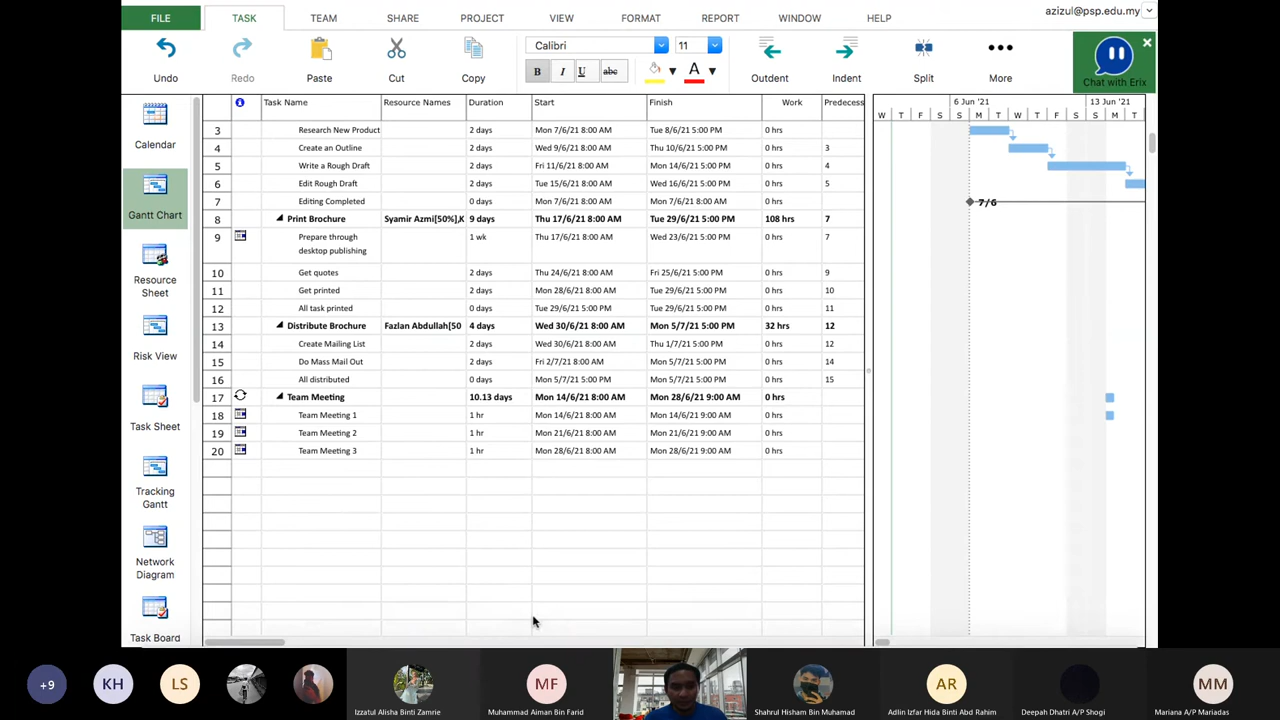 FILE TASK TEAM SHARE PROJECT VIEW FORMAT REPORT WINDOW HELP azizul@psp.edu.my
Calibri 11
B I U abc A
Undo Redo Paste Cut Copy Outdent Indent Split More Chat with Erix
Calendar
Gantt Chart
Resource
Sheet
Risk View
Task Sheet
Tracking
Gantt
Network
Diagram
Task Board
Task Name Resource Names Duration Start Finish Work Predecess
3 Research New Product 2 days Mon 7/6/21 8:00 AM Tue 8/6/21 5:00 PM 0 hrs
4 Create an Outline 2 days Wed 9/6/21 8:00 AM Thu 10/6/21 5:00 PM 0 hrs 3
5 Write a Rough Draft 2 days Fri 11/6/21 8:00 AM Mon 14/6/21 5:00 PM 0 hrs 4
6 Edit Rough Draft 2 days Tue 15/6/21 8:00 AM Wed 16/6/21 5:00 PM 0 hrs 5
7 Editing Completed 0 days Mon 7/6/21 8:00 AM Mon 7/6/21 8:00 AM 0 hrs
8 Print Brochure Syamir Azmi[50%],K 9 days Thu 17/6/21 8:00 AM Tue 29/6/21 5:00 PM 108 hrs 7
9 Prepare through 1 wk Thu 17/6/21 8:00 AM Wed 23/6/21 5:00 PM 0 hrs 7
desktop publishing
10 Get quotes 2 days Thu 24/6/21 8:00 AM Fri 25/6/21 5:00 PM 0 hrs 9
11 Get printed 2 days Mon 28/6/21 8:00 AM Tue 29/6/21 5:00 PM 0 hrs 10
12 All task printed 0 days Tue 29/6/21 5:00 PM Tue 29/6/21 5:00 PM 0 hrs 11
13 Distribute Brochure Fazlan Abdullah[50 4 days Wed 30/6/21 8:00 AM Mon 5/7/21 5:00 PM 32 hrs 12
14 Create Mailing List 2 days Wed 30/6/21 8:00 AM Thu 1/7/21 5:00 PM 0 hrs 12
15 Do Mass Mail Out 2 days Fri 2/7/21 8:00 AM Mon 5/7/21 5:00 PM 0 hrs 14
16 All distributed 0 days Mon 5/7/21 5:00 PM Mon 5/7/21 5:00 PM 0 hrs 15
17 Team Meeting 10.13 days Mon 14/6/21 8:00 AM Mon 28/6/21 9:00 AM 0 hrs
18 Team Meeting 1 1 hr Mon 14/6/21 8:00 AM Mon 14/6/21 9:00 AM 0 hrs
19 Team Meeting 2 1 hr Mon 21/6/21 8:00 AM Mon 21/6/21 9:00 AM 0 hrs
20 Team Meeting 3 1 hr Mon 28/6/21 8:00 AM Mon 28/6/21 9:00 AM 0 hrs
6 Jun '21 13 Jun '21
W T F S S M T W T F S S M T
7/6
+9 KH LS MF AR MM
Izzatul Alisha Binti Zamrie Muhammad Aiman Bin Farid Shahrul Hisham Bin Muhamad Adlin Izfar Hida Binti Abd Rahim Deepah Dhatri A/P Shogi Mariana A/P Mariadas